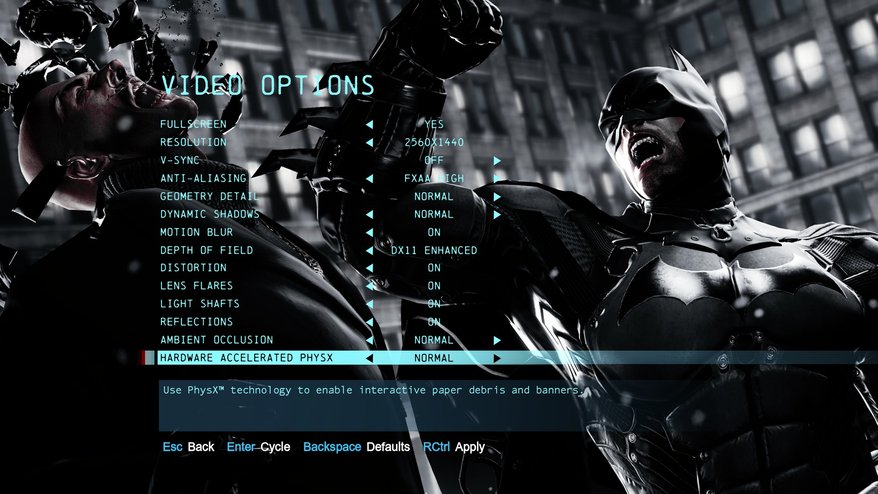 VIDEO OPTIONS
FULLSCREEN YES
RESOLUTION 2560X1440
V-SYNC OFF
ANTI-ALIASING FXAA HIGH
GEOMETRY DETAIL NORMAL
DYNAMIC SHADOWS NORMAL
MOTION BLUR ON
DEPTH OF FIELD DX11 ENHANCED
DISTORTION ON
LENS FLARES ON
LIGHT SHAFTS ON
REFLECTIONS ON
AMBIENT OCCLUSION NORMAL
HARDWARE ACCELERATED PHYSX NORMAL
Use PhysX™ technology to enable interactive paper debris and banners.
Esc Back Enter Cycle Backspace Defaults RCtrl Apply